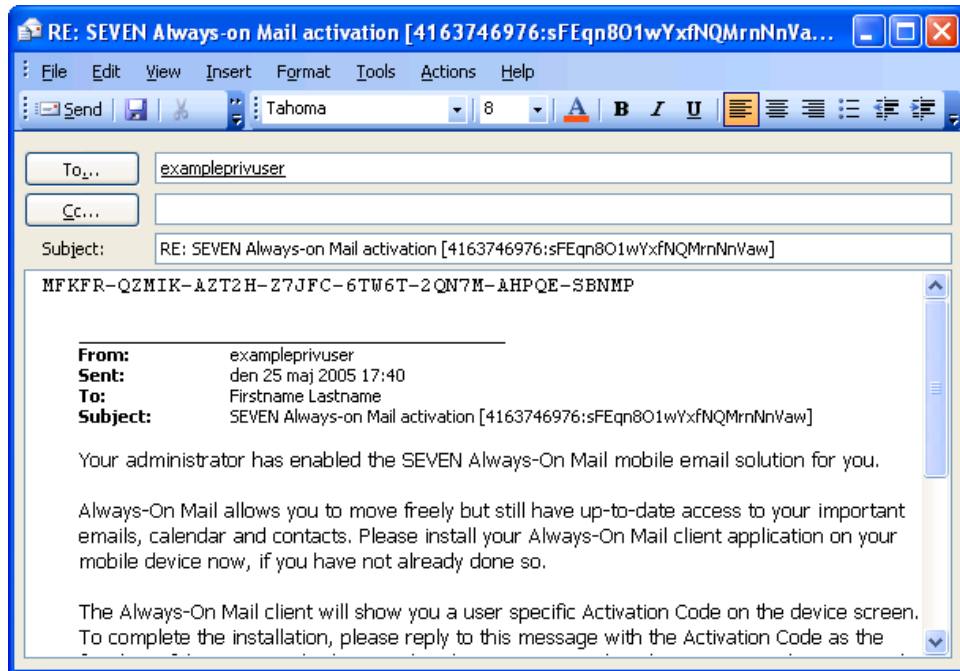 RE: SEVEN Always-on Mail activation [4163746976:sFEqn8O1wYxfNQMrnNnVa...
File Edit View Insert Format Tools Actions Help
Send Tahoma 8 A B I U
To... exampleprivuser
Cc...
Subject: RE: SEVEN Always-on Mail activation [4163746976:sFEqn8O1wYxfNQMrnNnVaw]
MFKFR-QZMIK-AZT2H-Z7JFC-6TW6T-2QN7M-AHPQE-SBNMP
From: exampleprivuser
Sent: den 25 maj 2005 17:40
To: Firstname Lastname
Subject: SEVEN Always-on Mail activation [4163746976:sFEqn8O1wYxfNQMrnNnVaw]
Your administrator has enabled the SEVEN Always-On Mail mobile email solution for you.
Always-On Mail allows you to move freely but still have up-to-date access to your important
emails, calendar and contacts. Please install your Always-On Mail client application on your
mobile device now, if you have not already done so.
The Always-On Mail client will show you a user specific Activation Code on the device screen.
To complete the installation, please reply to this message with the Activation Code as the